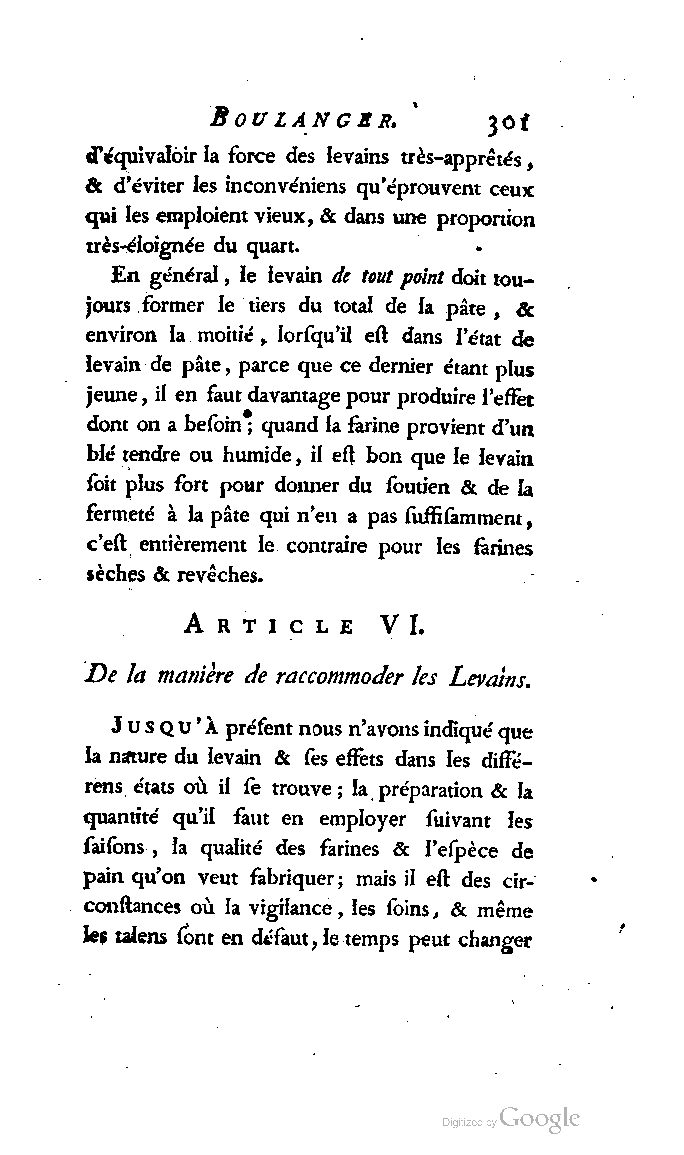 BOULANGER. 301
d'équivaloir la force des levains très-apprêtés,
& d'éviter les inconvéniens qu'éprouvent ceux
qui les emploient vieux, & dans une proportion
très-éloignée du quart.
En général, le levain de tout point doit tou-
jours former le tiers du total de la pâte, &
environ la moitié, lorſqu'il eſt dans l'état de
levain de pâte, parce que ce dernier étant plus
jeune, il en faut davantage pour produire l'effet
dont on a beſoin; quand la farine provient d'un
blé tendre ou humide, il eſt bon que le levain
ſoit plus fort pour donner du ſoutien & de la
fermeté à la pâte qui n'en a pas ſuffiſamment,
c'eſt entièrement le contraire pour les farines
sèches & revêches.
ARTICLE VI.
De la manière de raccommoder les Levains.
JUSQU'À préſent nous n'avons indiqué que
la nature du levain & ſes effets dans les diffé-
rens états où il ſe trouve; la préparation & la
quantité qu'il faut en employer ſuivant les
ſaiſons, la qualité des farines & l'eſpèce de
pain qu'on veut fabriquer; mais il eſt des cir-
conſtances où la vigilance, les ſoins, & même
les talens ſont en défaut, le temps peut changer
Digitized by Google